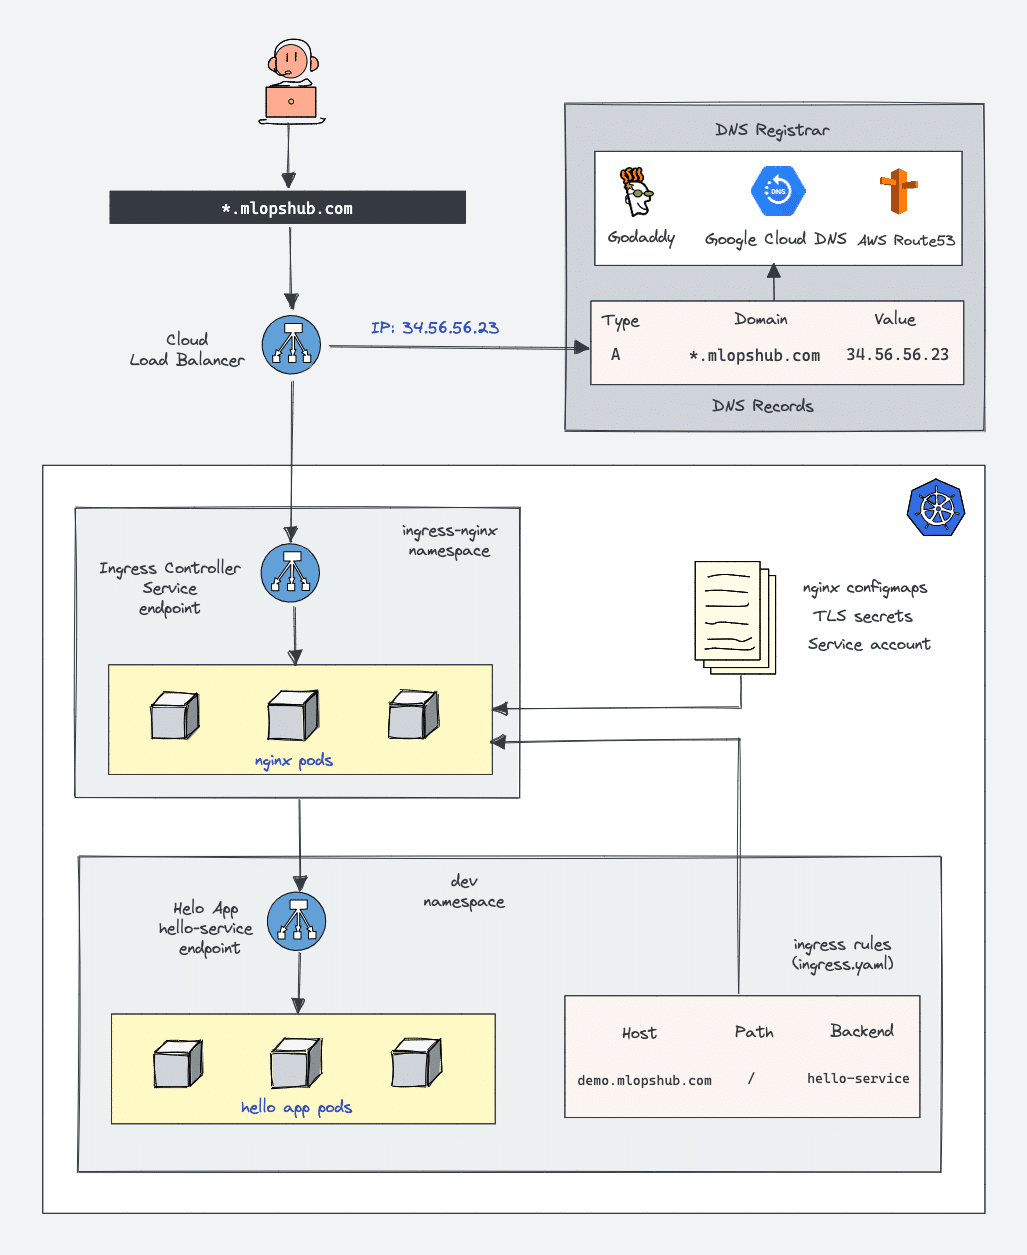 *.mlopshub.com
DNS Registrar
DNS
Godaddy
Google Cloud DNS
AWS Route53
Cloud
Load Balancer
IP: 34.56.56.23
Type
Domain
Value
A
*.mlopshub.com
34.56.56.23
DNS Records
ingress-nginx
namespace
Ingress Controller
Service
endpoint
nginx configmaps
TLS secrets
Service account
nginx pods
dev
namespace
Helo App
hello-service
endpoint
ingress rules
(ingress.yaml)
Host
Path
Backend
demo.mlopshub.com
/
hello-service
hello app pods